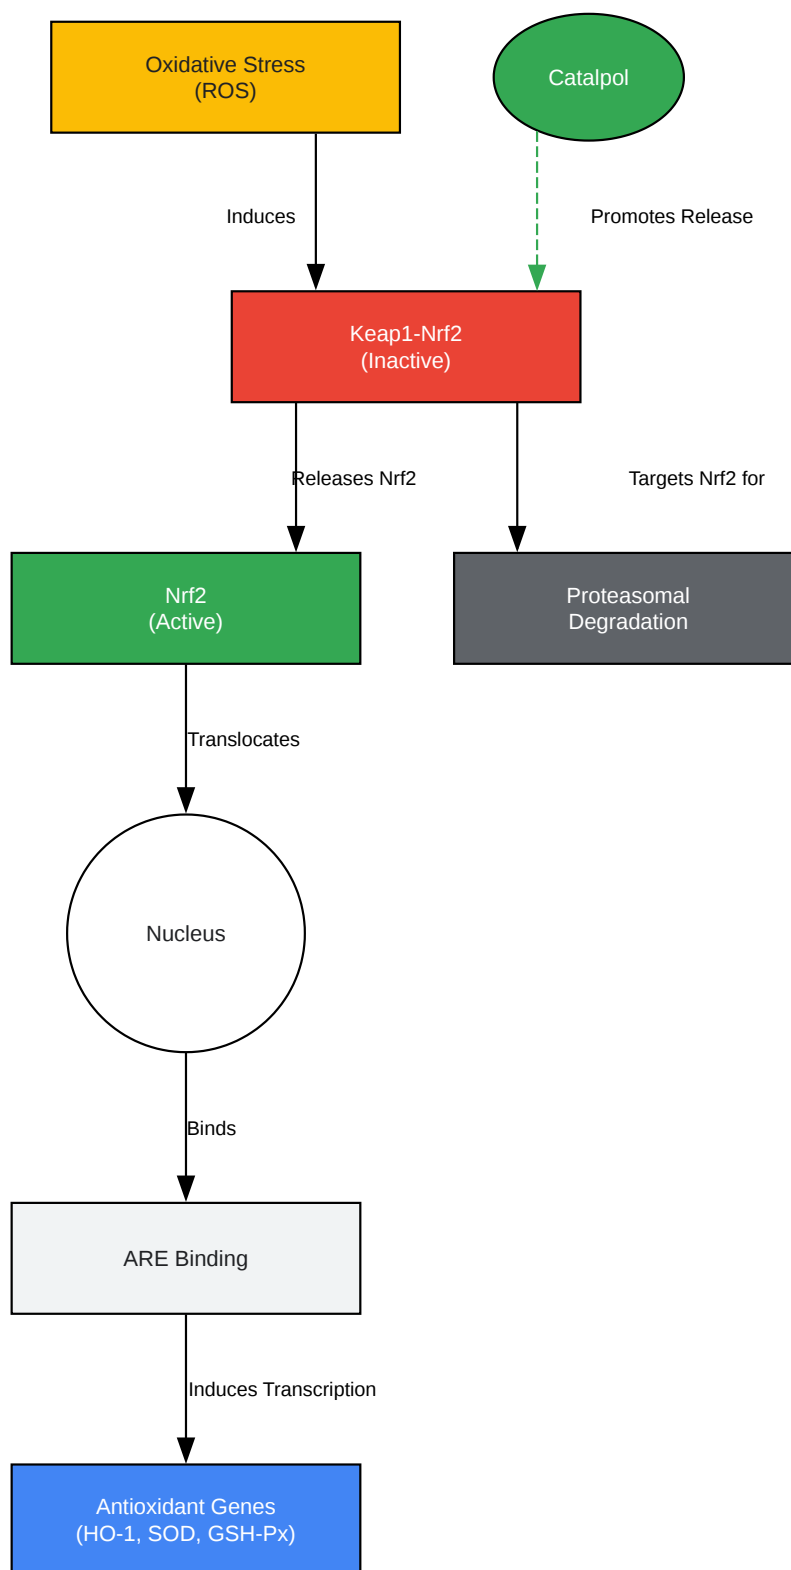 Oxidative Stress
(ROS)
Catalpol
Induces
Promotes Release
Keap1-Nrf2
(Inactive)
Releases Nrf2
Targets Nrf2 for
Nrf2
(Active)
Proteasomal
Degradation
Translocates
Nucleus
Binds
ARE Binding
Induces Transcription
Antioxidant Genes
(HO-1, SOD, GSH-Px)